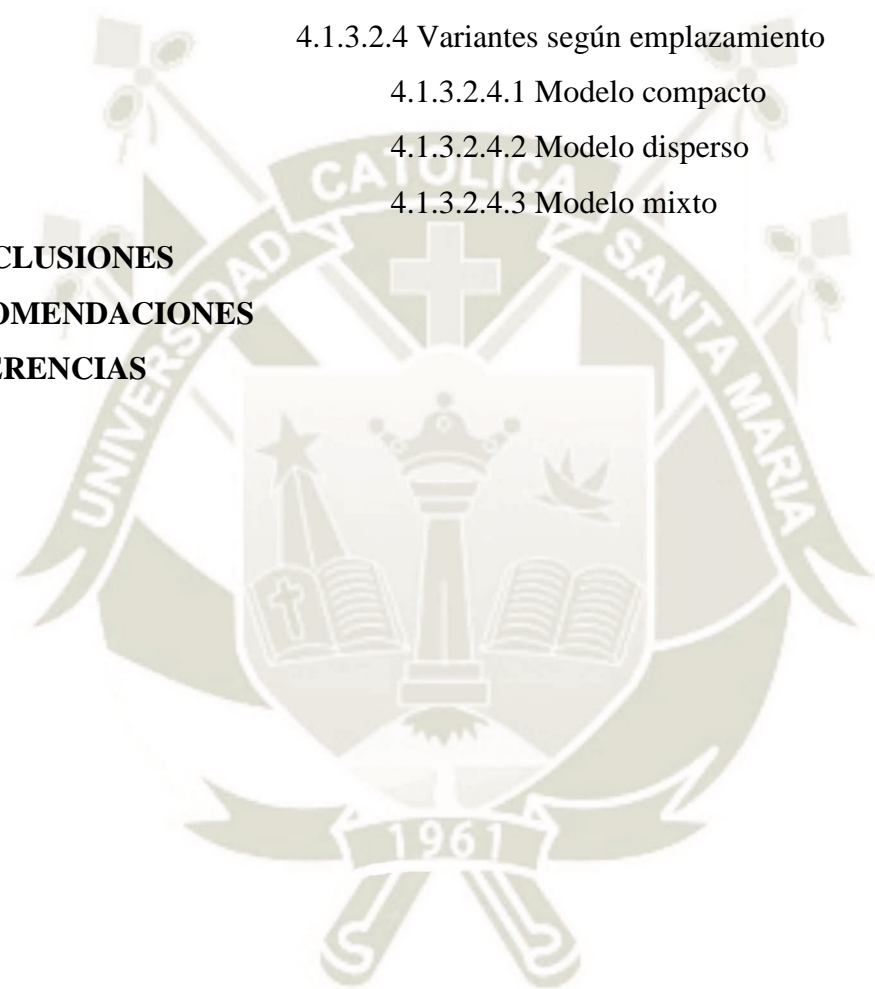 4.1.3.2.4 Variantes según emplazamiento
4.1.3.2.4.1 Modelo compacto
4.1.3.2.4.2 Modelo disperso
4.1.3.2.4.3 Modelo mixto
CLUSIONES
OMENDACIONES
ERENCIAS
UNIVERSIDAD CATOLICA SANTA MARIA
1961